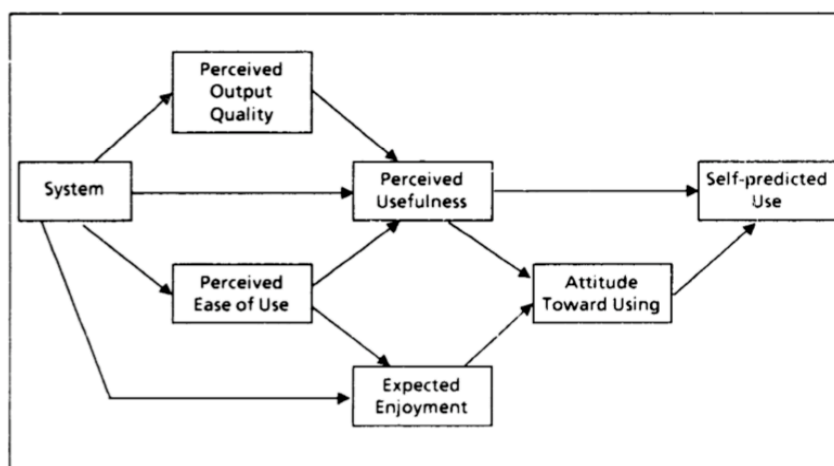 Perceived
Output
Quality
System
Perceived
Usefulness
Self-predicted
Use
Perceived
Ease of Use
Attitude
Toward Using
Expected
Enjoyment